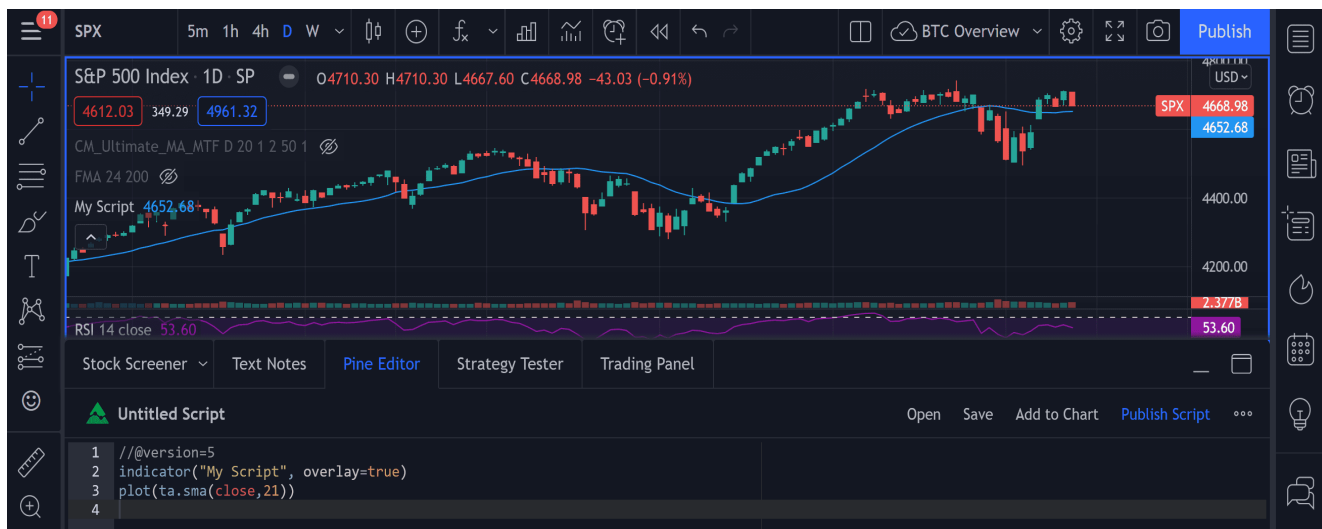 11
SPX 5m 1h 4h D W BTC Overview Publish
S&P 500 Index · 1D · SP O4710.30 H4710.30 L4667.60 C4668.98 −43.03 (−0.91%)
4800.00
USD
4612.03 349.29 4961.32
SPX 4668.98
4652.68
CM_Ultimate_MA_MTF D 20 1 2 50 1
FMA 24 200
My Script 4652.68
4400.00
4200.00
2.377B
RSI 14 close 53.60
53.60
Stock Screener Text Notes Pine Editor Strategy Tester Trading Panel
Untitled Script Open Save Add to Chart Publish Script
1 //@version=5
2 indicator("My Script", overlay=true)
3 plot(ta.sma(close,21))
4